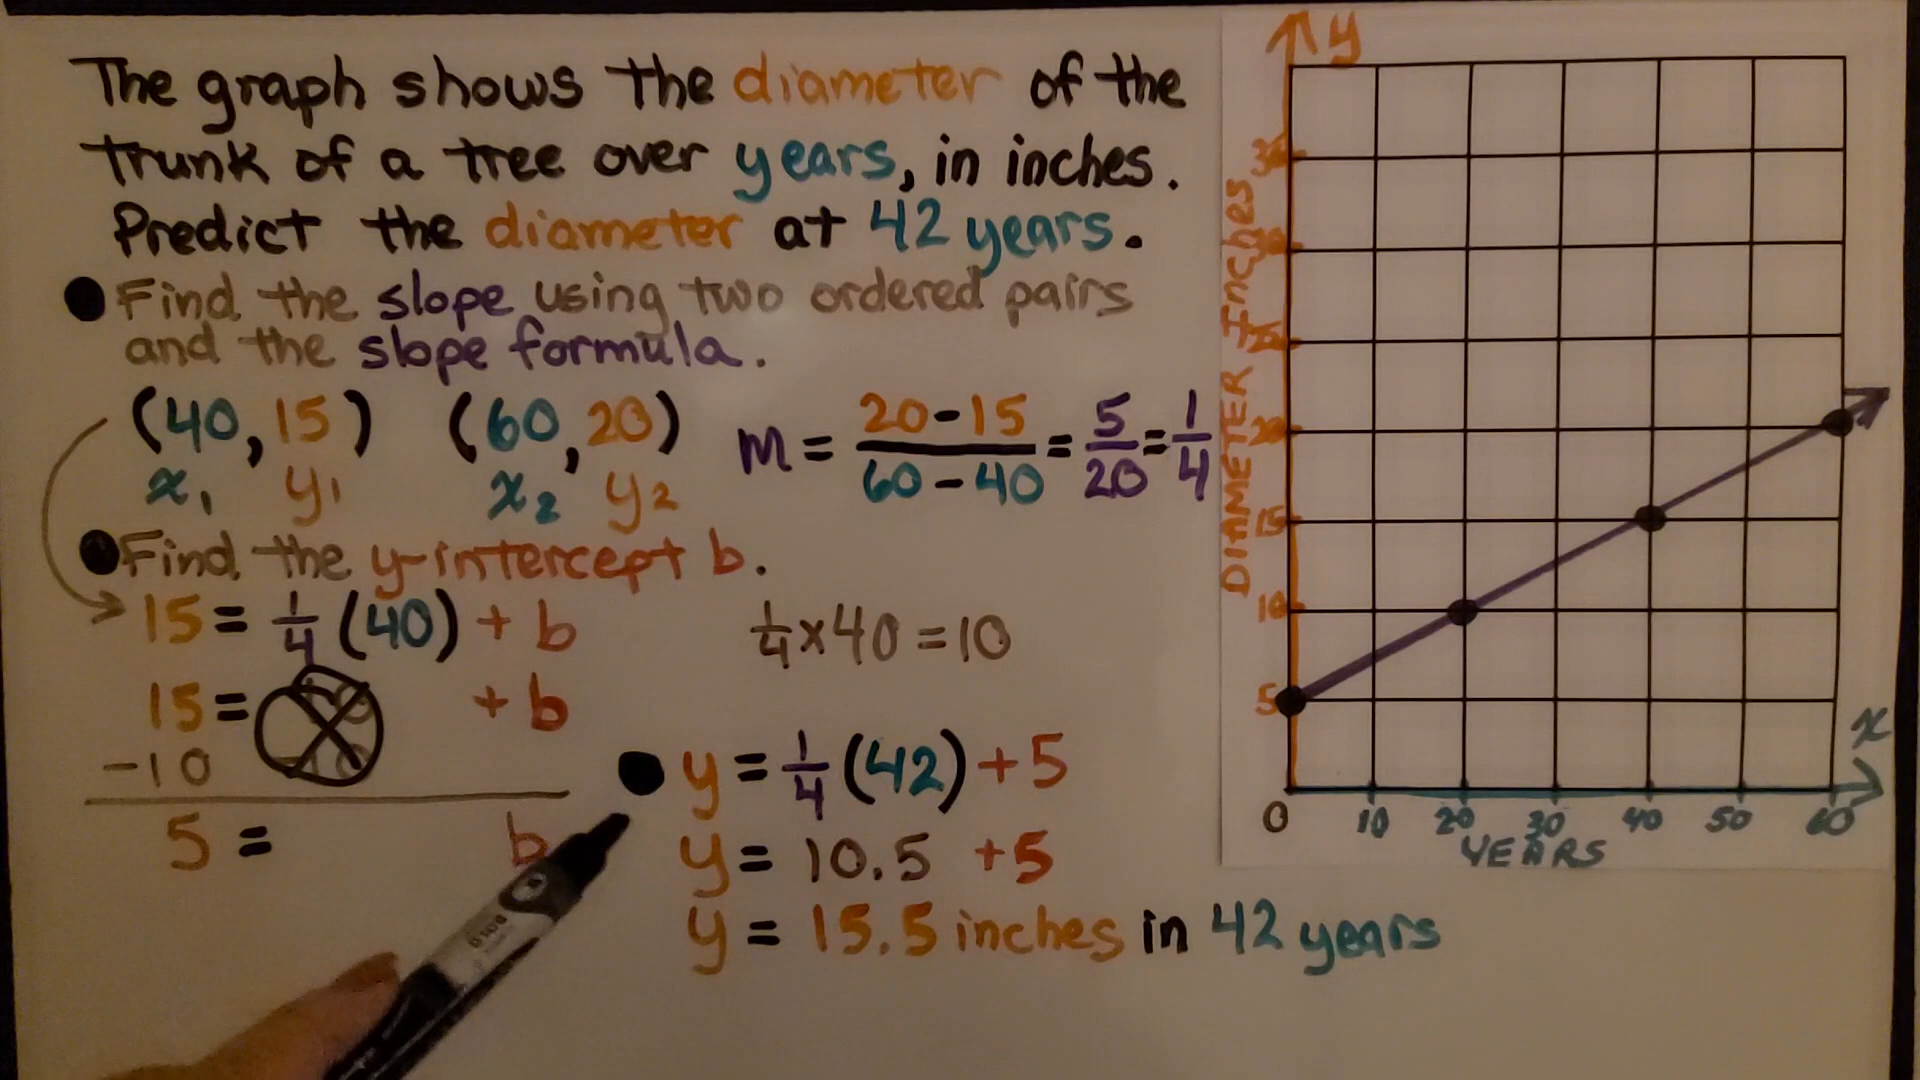 The graph shows the diameter of the
trunk of a tree over years, in inches.
Predict the diameter at 42 years.
Find the slope using two ordered pairs
and the slope formula.
(40, 15) (60, 20)
x₁ y₁ x₂ y₂
m = 20-15/60-40 = 5/20 = 1/4
Find the y-intercept b.
15 = 1/4 (40) + b
1/4 × 40 = 10
15 = + b
-10
5 = b
y = 1/4 (42) + 5
y = 10.5 + 5
y = 15.5 inches in 42 years
y
DIAMETER Inches
20
15
10
5
x
0 10 20 30 40 50 60
YEARS